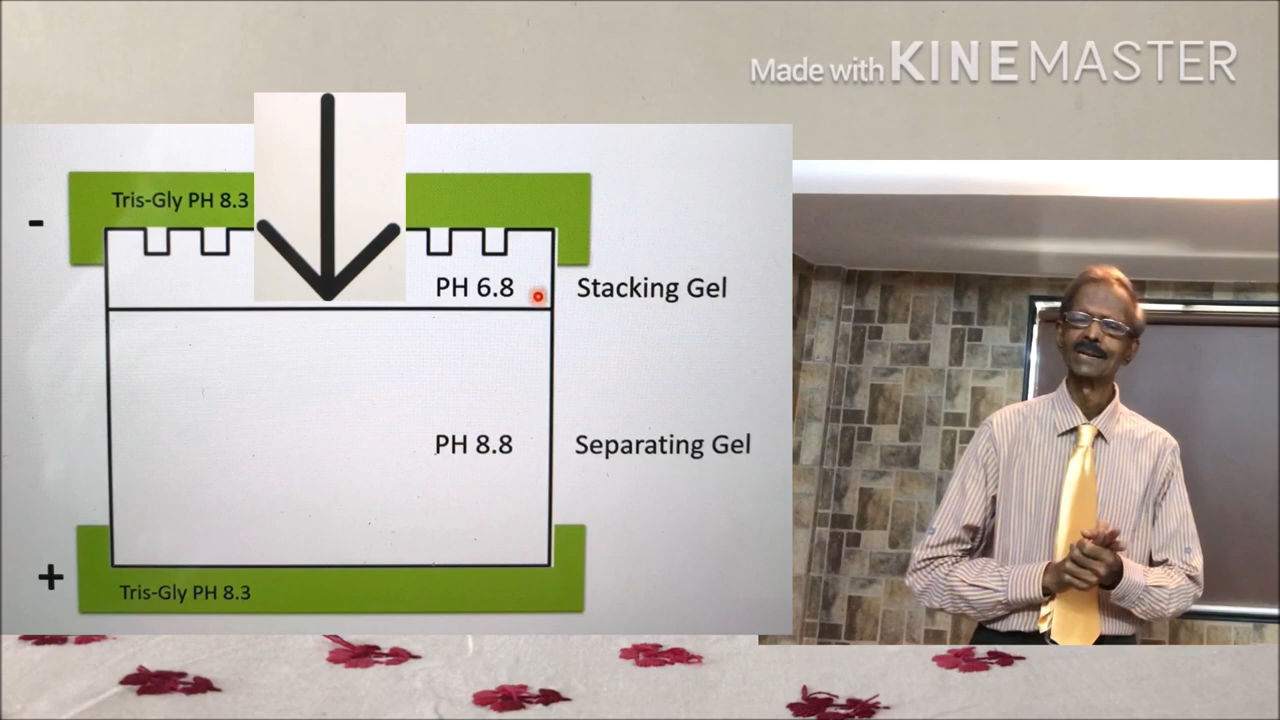 Made with KINEMASTER
Tris-Gly PH 8.3
-
PH 6.8
Stacking Gel
PH 8.8
Separating Gel
+
Tris-Gly PH 8.3